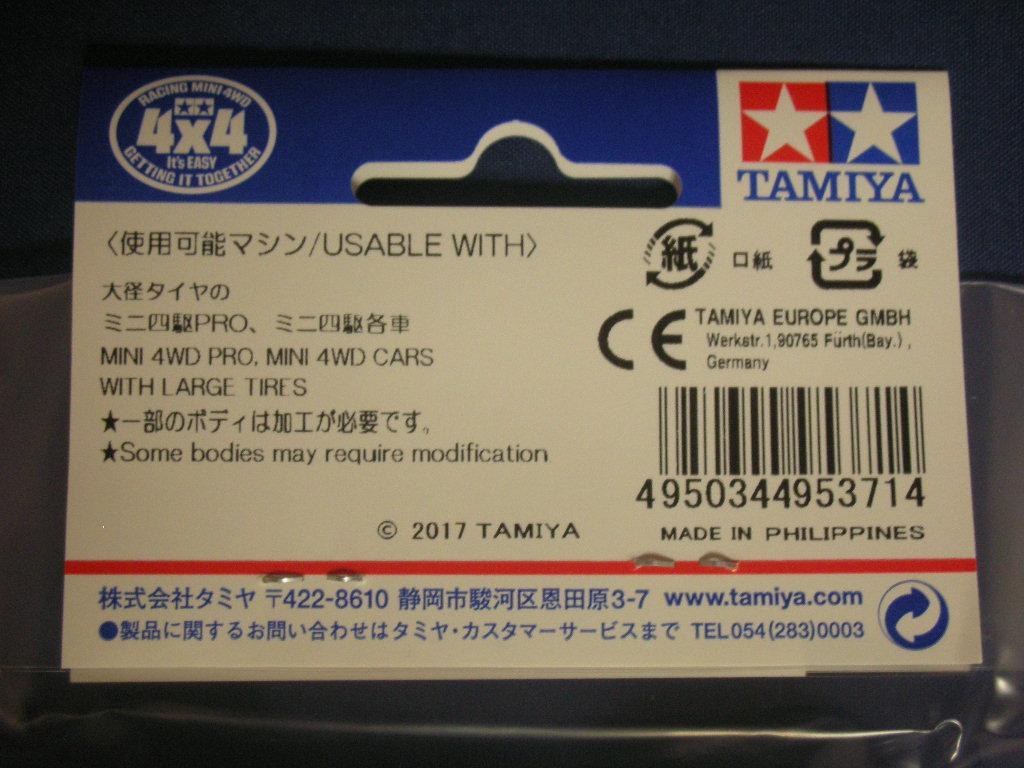 RACING MINI 4WD
4x4
It's EASY
GETTING IT TOGETHER
TAMIYA
〈使用可能マシン/USABLE WITH〉
大径タイヤの
ミニ四駆PRO、ミニ四駆各車
MINI 4WD PRO, MINI 4WD CARS
WITH LARGE TIRES
★一部のボディは加工が必要です。
★Some bodies may require modification
紙 口紙 プラ 袋
CE TAMIYA EUROPE GMBH
Werkstr.1,90765 Fürth(Bay.) ,
Germany
4950344953714
© 2017 TAMIYA
MADE IN PHILIPPINES
株式会社タミヤ 〒422-8610 静岡市駿河区恩田原3-7 www.tamiya.com
●製品に関するお問い合わせはタミヤ・カスタマーサービスまで TEL054(283)0003